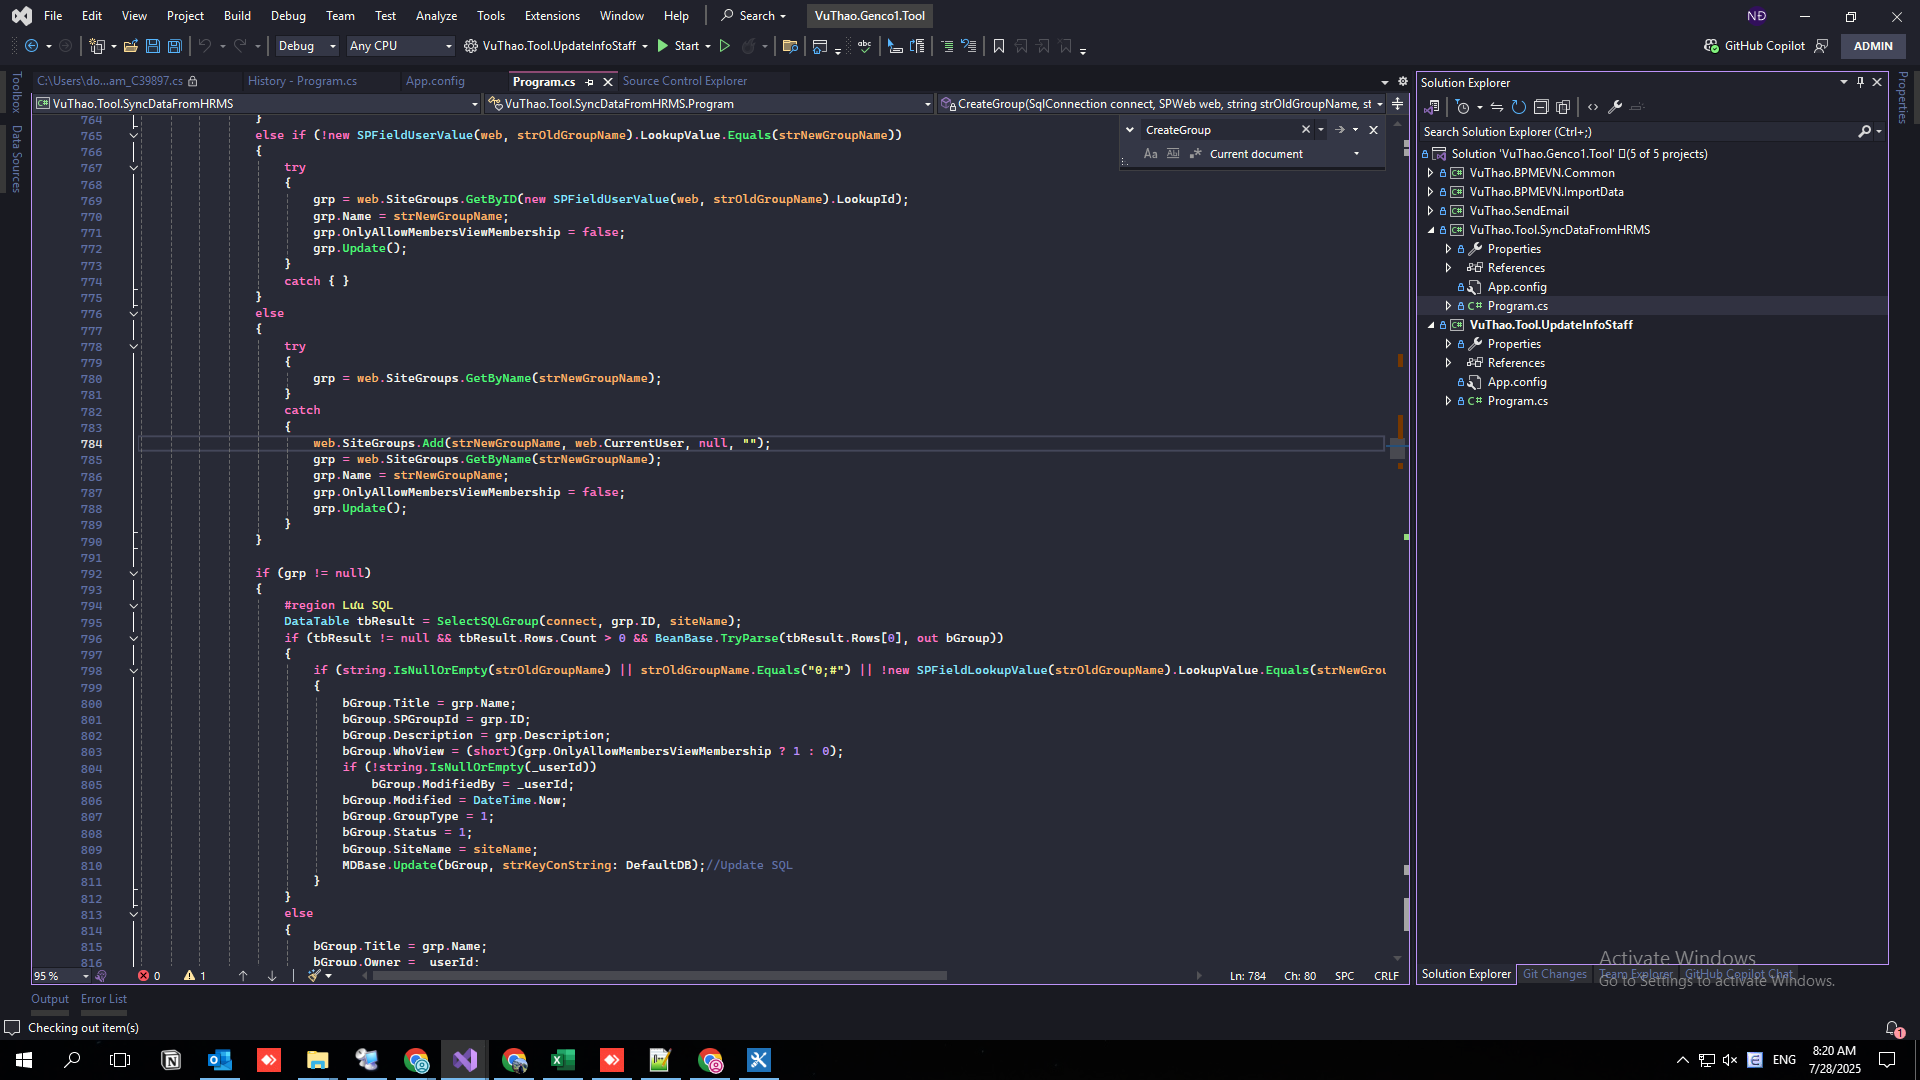 File Edit View Project Build Debug Team Test Analyze Tools Extensions Window Help Search VuThao.Genco1.Tool NĐ
Debug Any CPU VuThao.Tool.UpdateInfoStaff Start GitHub Copilot ADMIN
C:\Users\do...am_C39897.cs History - Program.cs App.config Program.cs Source Control Explorer
VuThao.Tool.SyncDataFromHRMS VuThao.Tool.SyncDataFromHRMS.Program CreateGroup(SqlConnection connect, SPWeb web, string strOldGroupName, st
Toolbox
Data Sources
CreateGroup
Aa Current document
764 }
765 else if (!new SPFieldUserValue(web, strOldGroupName).LookupValue.Equals(strNewGroupName))
766 {
767 try
768 {
769 grp = web.SiteGroups.GetByID(new SPFieldUserValue(web, strOldGroupName).LookupId);
770 grp.Name = strNewGroupName;
771 grp.OnlyAllowMembersViewMembership = false;
772 grp.Update();
773 }
774 catch { }
775 }
776 else
777 {
778 try
779 {
780 grp = web.SiteGroups.GetByName(strNewGroupName);
781 }
782 catch
783 {
784 web.SiteGroups.Add(strNewGroupName, web.CurrentUser, null, "");
785 grp = web.SiteGroups.GetByName(strNewGroupName);
786 grp.Name = strNewGroupName;
787 grp.OnlyAllowMembersViewMembership = false;
788 grp.Update();
789 }
790 }
791
792 if (grp != null)
793 {
794 #region Lưu SQL
795 DataTable tbResult = SelectSQLGroup(connect, grp.ID, siteName);
796 if (tbResult != null && tbResult.Rows.Count > 0 && BeanBase.TryParse(tbResult.Rows[0], out bGroup))
797 {
798 if (string.IsNullOrEmpty(strOldGroupName) || strOldGroupName.Equals("0;#") || !new SPFieldLookupValue(strOldGroupName).LookupValue.Equals(strNewGrou
799 {
800 bGroup.Title = grp.Name;
801 bGroup.SPGroupId = grp.ID;
802 bGroup.Description = grp.Description;
803 bGroup.WhoView = (short)(grp.OnlyAllowMembersViewMembership ? 1 : 0);
804 if (!string.IsNullOrEmpty(_userId))
805 bGroup.ModifiedBy = _userId;
806 bGroup.Modified = DateTime.Now;
807 bGroup.GroupType = 1;
808 bGroup.Status = 1;
809 bGroup.SiteName = siteName;
810 MDBase.Update(bGroup, strKeyConString: DefaultDB);//Update SQL
811 }
812 }
813 else
814 {
815 bGroup.Title = grp.Name;
816 bGroup.Owner = _userId;
95 % 0 1 Ln: 784 Ch: 80 SPC CRLF
Solution Explorer
Search Solution Explorer (Ctrl+;)
Solution 'VuThao.Genco1.Tool' (5 of 5 projects)
VuThao.BPMEVN.Common
VuThao.BPMEVN.ImportData
VuThao.SendEmail
VuThao.Tool.SyncDataFromHRMS
Properties
References
App.config
Program.cs
VuThao.Tool.UpdateInfoStaff
Properties
References
App.config
Program.cs
Properties
Solution Explorer Git Changes Team Explorer GitHub Copilot Chat
Activate Windows
Go to Settings to activate Windows.
Output Error List
Checking out item(s)
1
ENG
8:20 AM
7/28/2025